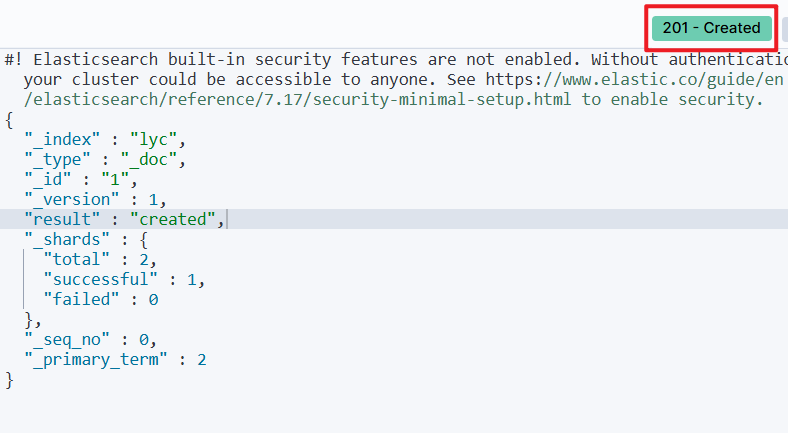 201 - Created
#! Elasticsearch built-in security features are not enabled. Without
your cluster could be accessible to anyone. See https://www.elastic.co/guide/en
/elasticsearch/reference/7.17/security-minimal-setup.html to enable security.
{
"_index" : "lyc",
"_type" : "_doc",
"_id" : "1",
"_version" : 1,
"result" : "created",
"_shards" : {
"total" : 2,
"successful" : 1,
"failed" : 0
},
"_seq_no" : 0,
"_primary_term" : 2
}